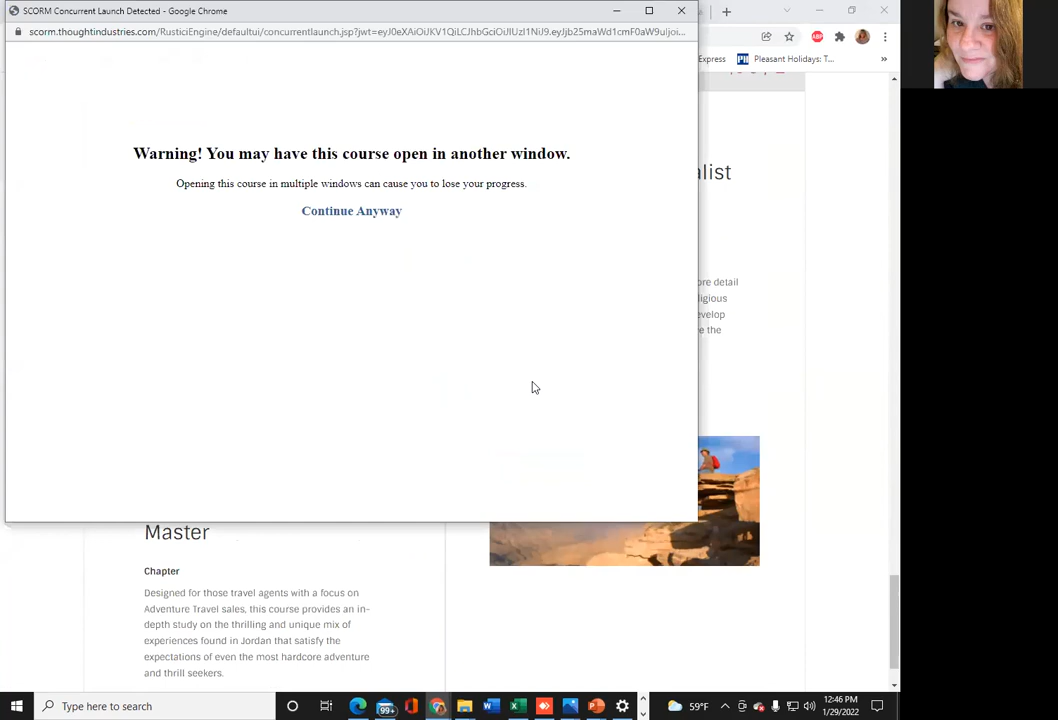 SCORM Concurrent Launch Detected - Google Chrome
scorm.thoughtindustries.com/RusticiEngine/defaultui/concurrentlaunch.jsp?jwt=eyJ0eXAiOiJKV1QiLCJhbGciOiJIUzI1NiJ9.eyJjb25maWd1cmF0aW9uIjoi...
ABP
Express
PH
Pleasant Holidays: T...
»
Warning! You may have this course open in another window.
Opening this course in multiple windows can cause you to lose your progress.
Continue Anyway
alist
ore detail
ligious
evelop
e the
Master
Chapter
Designed for those travel agents with a focus on
Adventure Travel sales, this course provides an in-
depth study on the thrilling and unique mix of
experiences found in Jordan that satisfy the
expectations of even the most hardcore adventure
and thrill seekers.
Type here to search
99+
59°F
12:46 PM
1/29/2022